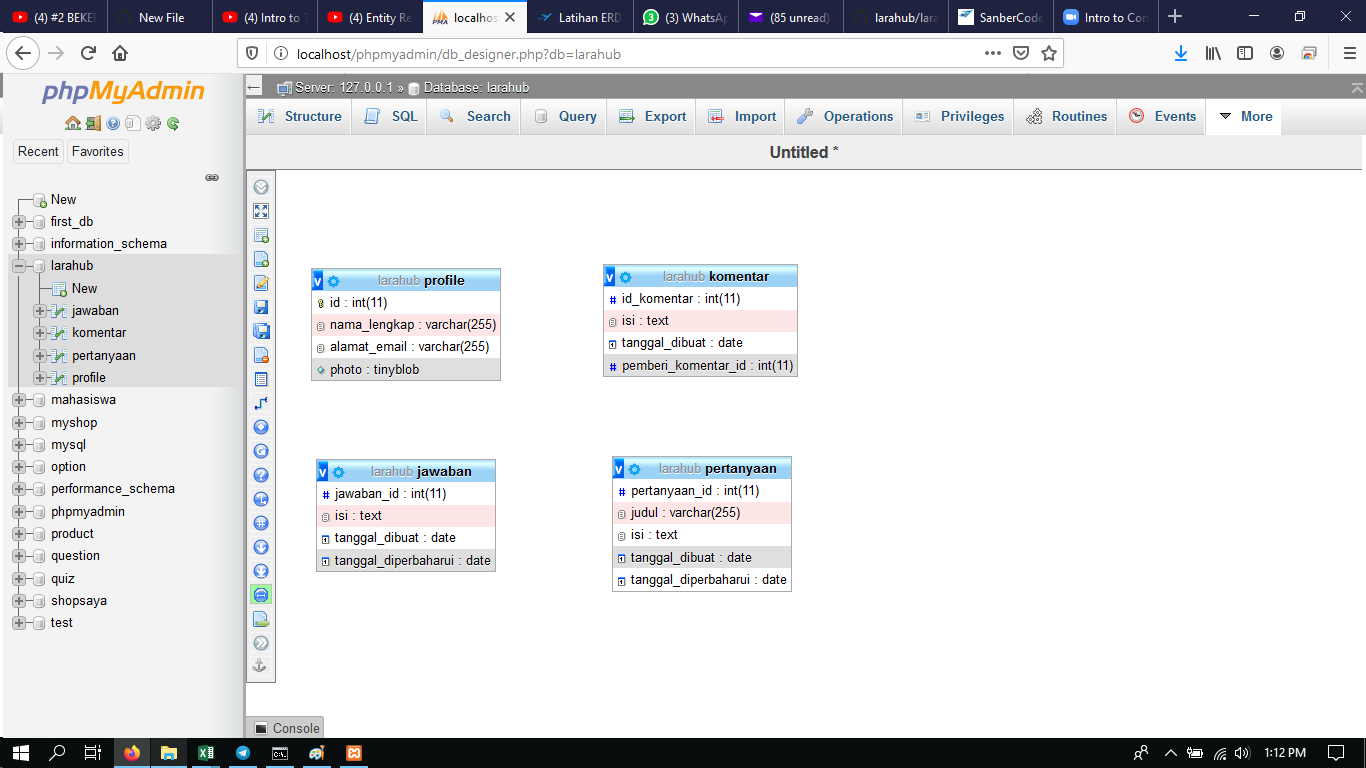 (4) #2 BEKER
New File
(4) Intro to T
(4) Entity Re
localhos
Latihan ERD
(3) WhatsAp
(85 unread)
larahub/lara
SanberCode
Intro to Con
localhost/phpmyadmin/db_designer.php?db=larahub
phpMyAdmin
Recent
Favorites
New
first_db
information_schema
larahub
New
jawaban
komentar
pertanyaan
profile
mahasiswa
myshop
mysql
option
performance_schema
phpmyadmin
product
question
quiz
shopsaya
test
Server: 127.0.0.1 » Database: larahub
Structure
SQL
Search
Query
Export
Import
Operations
Privileges
Routines
Events
More
Untitled *
v larahub profile
id : int(11)
nama_lengkap : varchar(255)
alamat_email : varchar(255)
photo : tinyblob
v larahub komentar
# id_komentar : int(11)
isi : text
tanggal_dibuat : date
# pemberi_komentar_id : int(11)
v larahub jawaban
# jawaban_id : int(11)
isi : text
tanggal_dibuat : date
tanggal_diperbaharui : date
v larahub pertanyaan
# pertanyaan_id : int(11)
judul : varchar(255)
isi : text
tanggal_dibuat : date
tanggal_diperbaharui : date
Console
1:12 PM